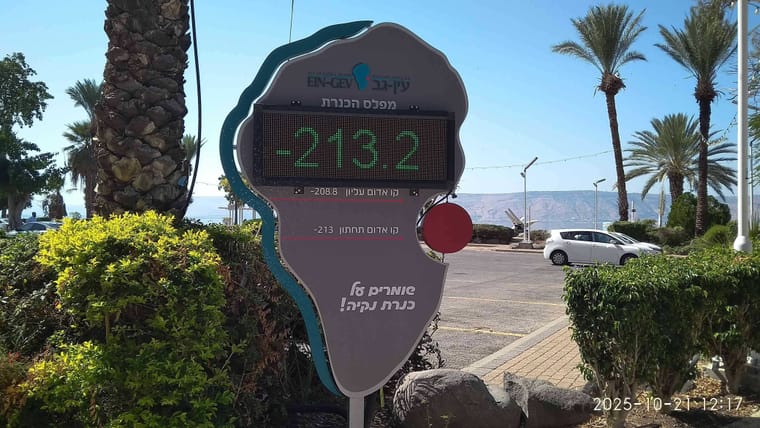 EIN-GEV עין-גב
מפלס הכנרת
-213.2
קו אדום עליון -208.8
קו אדום תחתון -213
שומרים על
כנרת נקיה!
2025-10-21 12:17